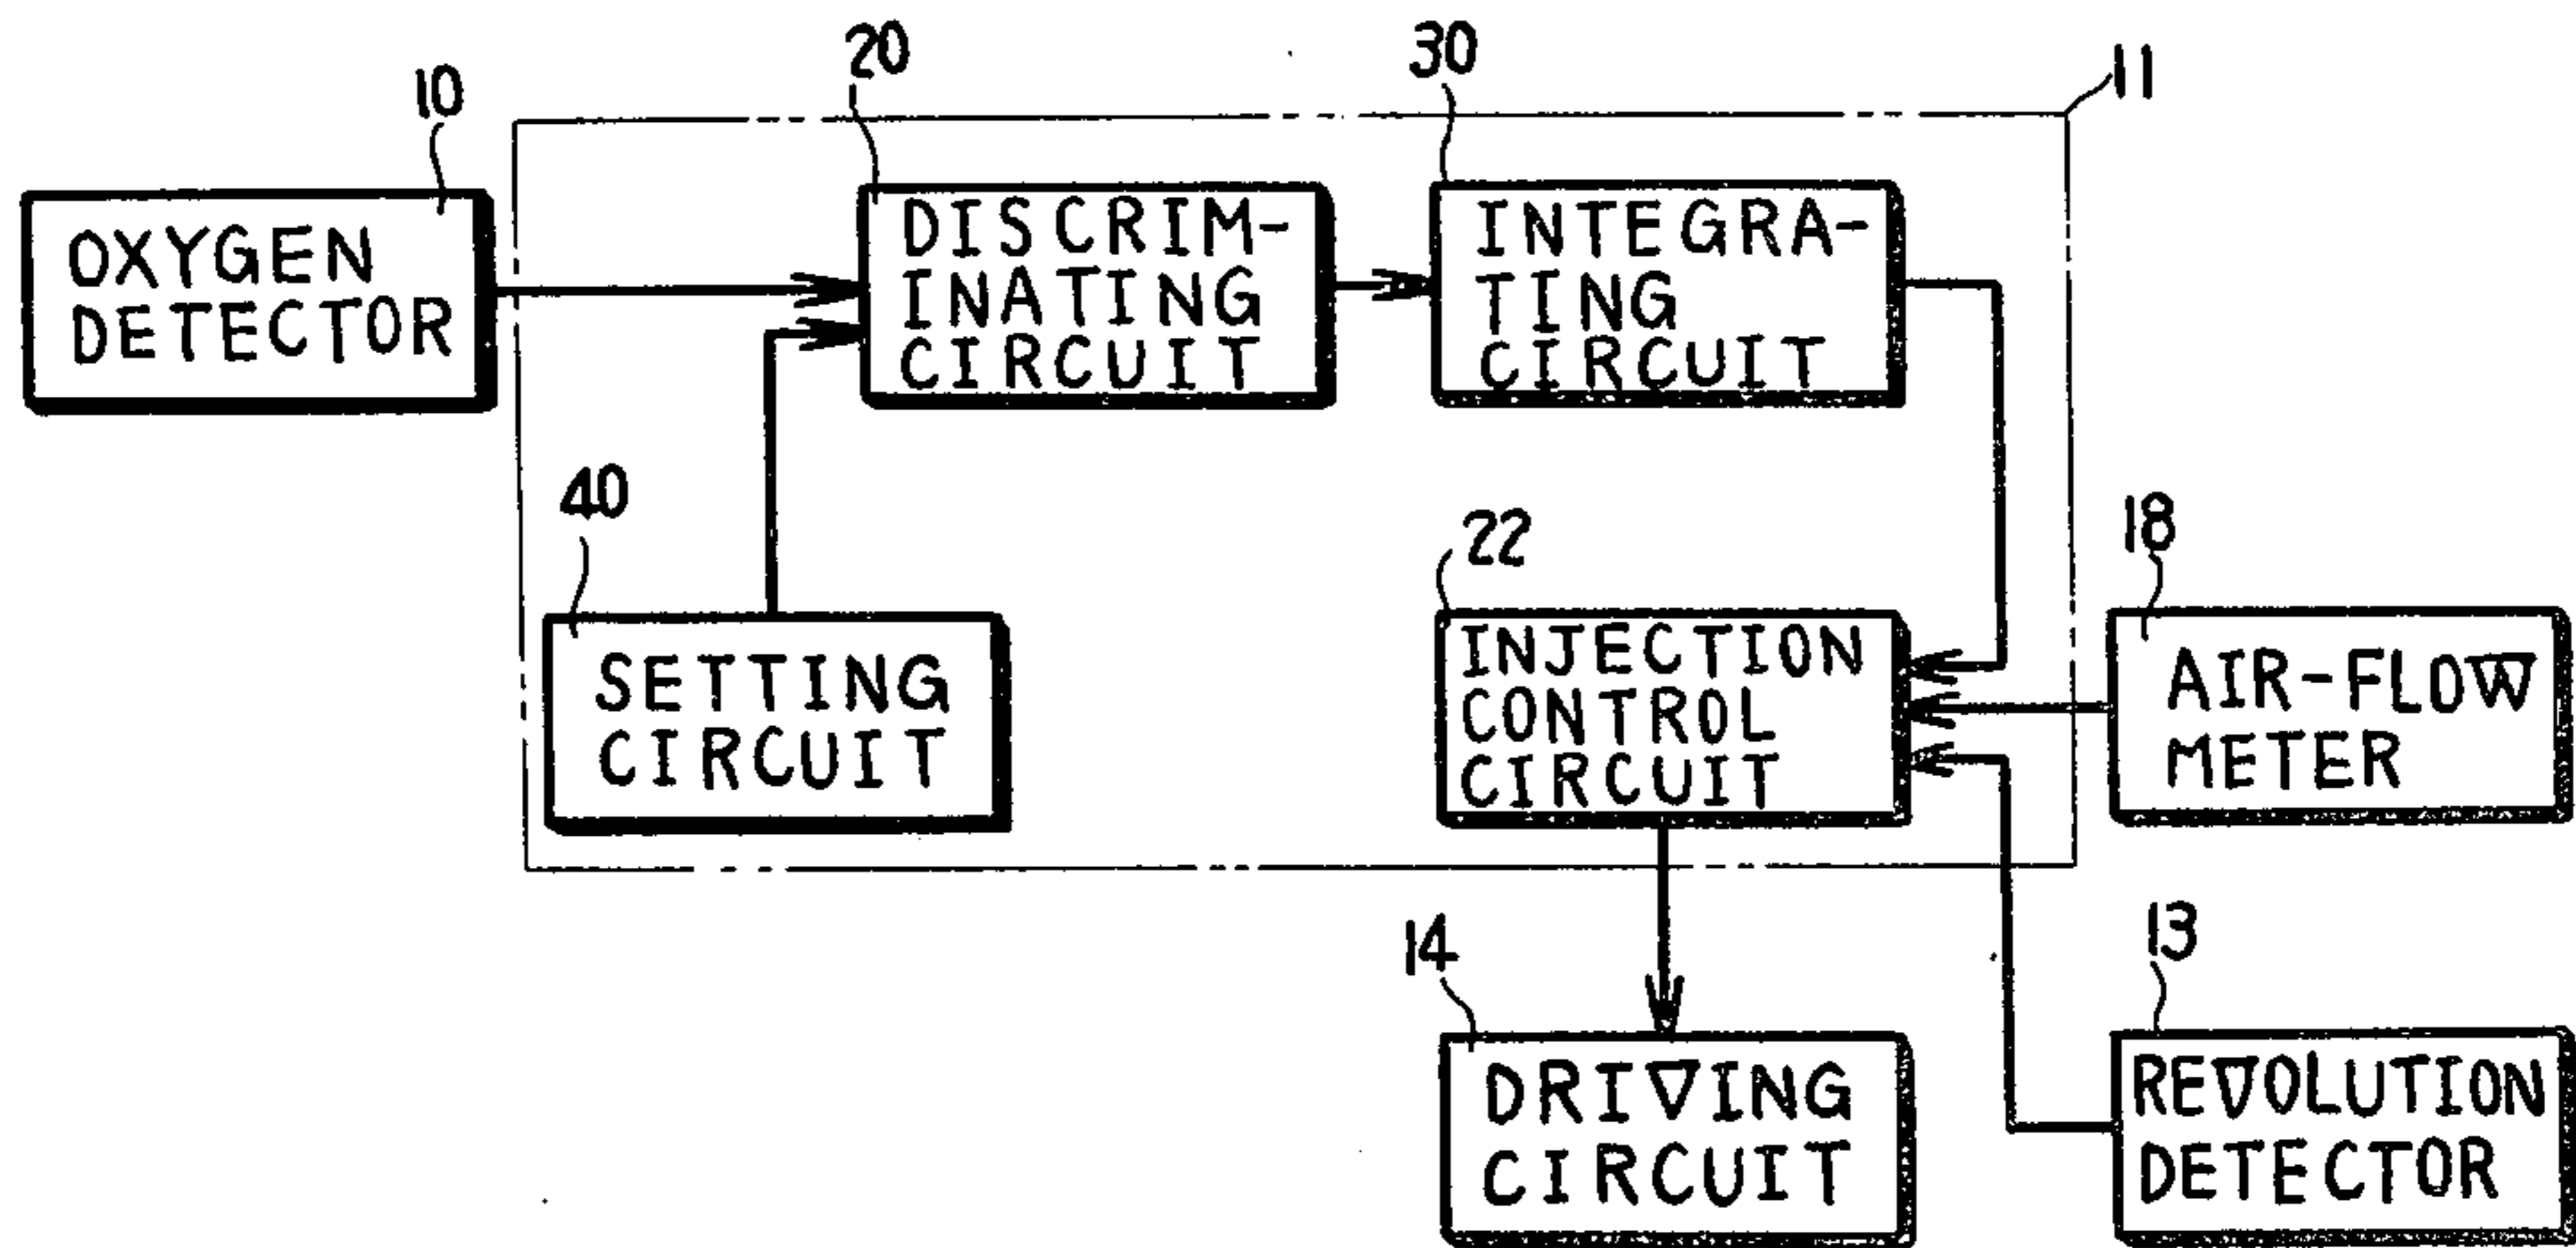 10
20
30
11
OXYGEN
DETECTOR
DISCRIM-
INATING
CIRCUIT
INTEGRA-
TING
CIRCUIT
40
SETTING
CIRCUIT
22
INJECTION
CONTROL
CIRCUIT
18
AIR-FLOW
METER
14
DRIVING
CIRCUIT
13
REVOLUTION
DETECTOR